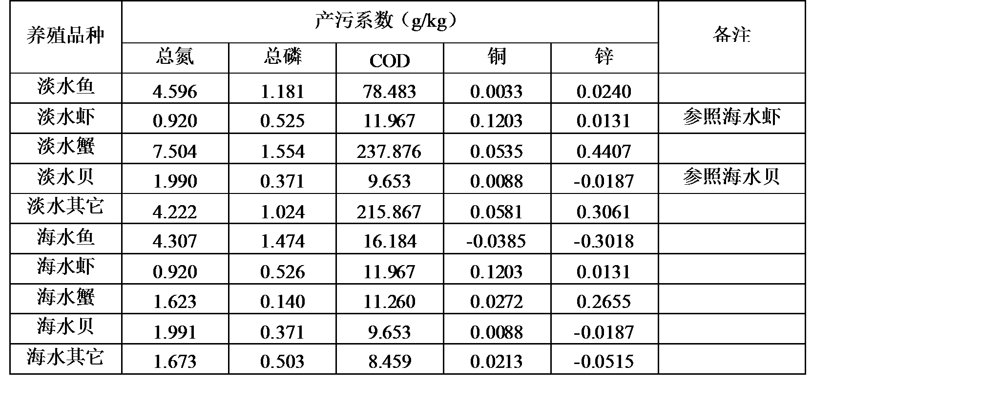 养殖品种 产污系数（g/kg） 备注
总氮 总磷 COD 铜 锌
淡水鱼 4.596 1.181 78.483 0.0033 0.0240
淡水虾 0.920 0.525 11.967 0.1203 0.0131 参照海水虾
淡水蟹 7.504 1.554 237.876 0.0535 0.4407
淡水贝 1.990 0.371 9.653 0.0088 -0.0187 参照海水贝
淡水其它 4.222 1.024 215.867 0.0581 0.3061
海水鱼 4.307 1.474 16.184 -0.0385 -0.3018
海水虾 0.920 0.526 11.967 0.1203 0.0131
海水蟹 1.623 0.140 11.260 0.0272 0.2655
海水贝 1.991 0.371 9.653 0.0088 -0.0187
海水其它 1.673 0.503 8.459 0.0213 -0.0515